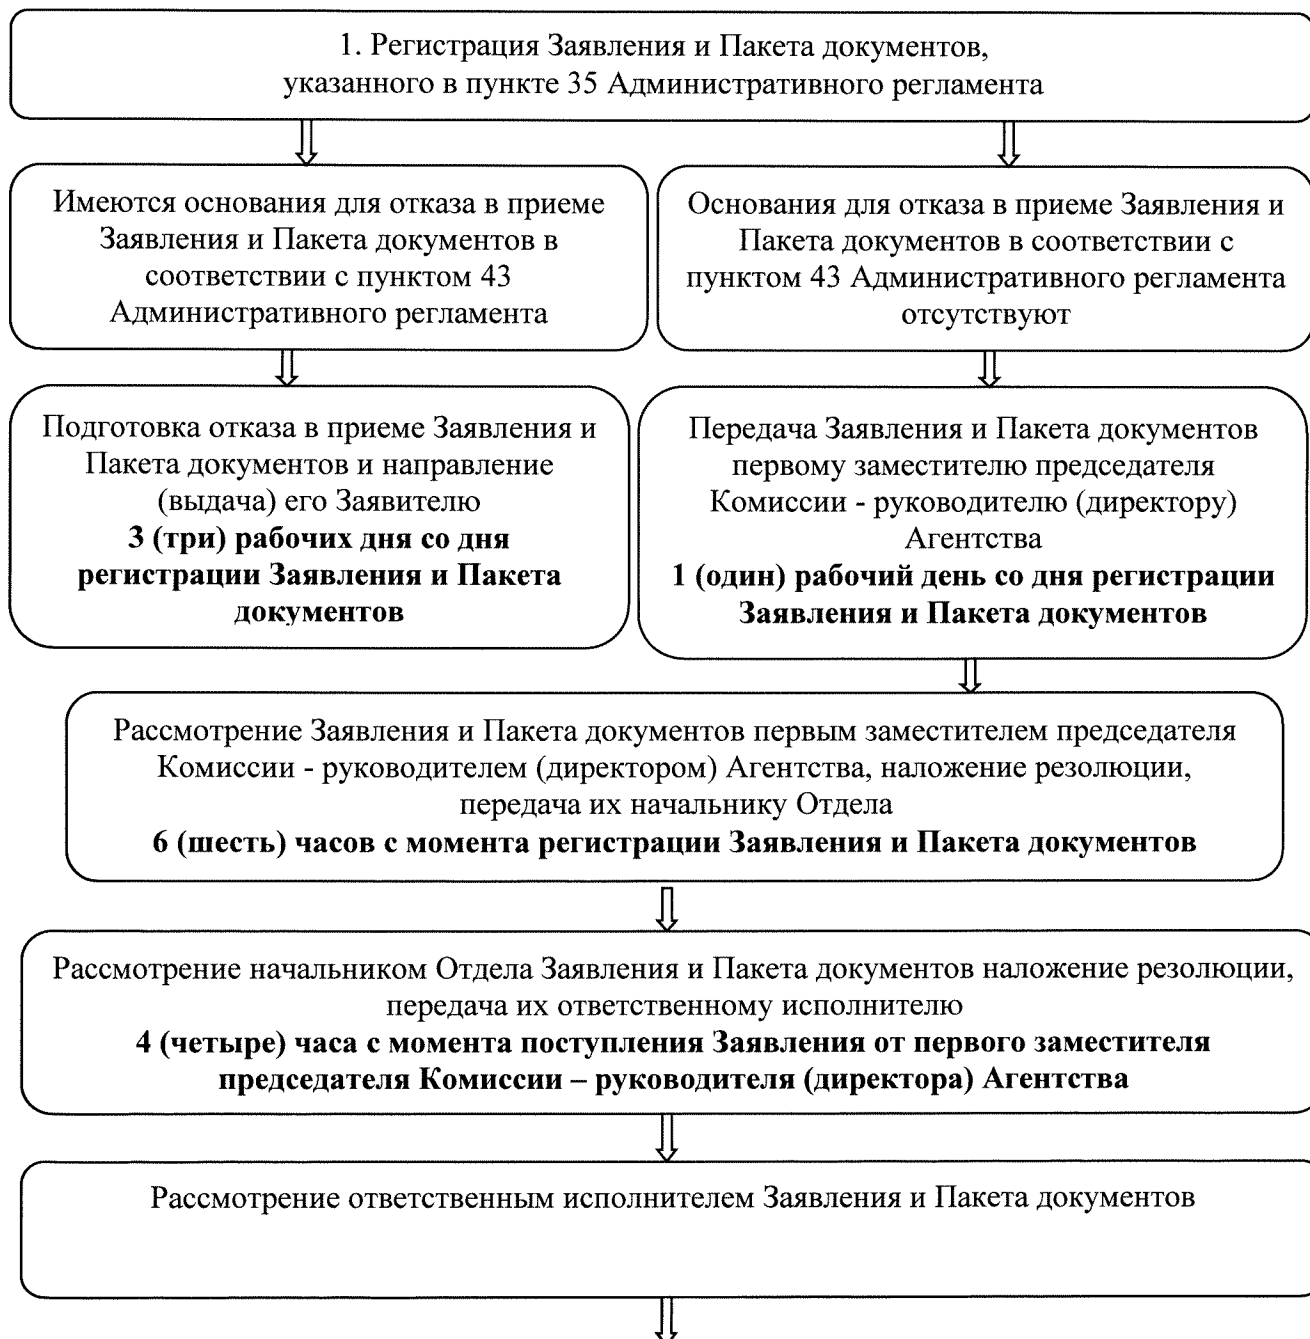 1. Регистрация Заявления и Пакета документов,
указанного в пункте 35 Административного регламента
Имеются основания для отказа в приеме
Заявления и Пакета документов в
соответствии с пунктом 43
Административного регламента
Основания для отказа в приеме Заявления и
Пакета документов в соответствии с
пунктом 43 Административного регламента
отсутствуют
Подготовка отказа в приеме Заявления и
Пакета документов и направление
(выдача) его Заявителю
3 (три) рабочих дня со дня
регистрации Заявления и Пакета
документов
Передача Заявления и Пакета документов
первому заместителю председателя
Комиссии - руководителю (директору)
Агентства
1 (один) рабочий день со дня регистрации
Заявления и Пакета документов
Рассмотрение Заявления и Пакета документов первым заместителем председателя
Комиссии - руководителем (директором) Агентства, наложение резолюции,
передача их начальнику Отдела
6 (шесть) часов с момента регистрации Заявления и Пакета документов
Рассмотрение начальником Отдела Заявления и Пакета документов наложение резолюции,
передача их ответственному исполнителю
4 (четыре) часа с момента поступления Заявления от первого заместителя
председателя Комиссии – руководителя (директора) Агентства
Рассмотрение ответственным исполнителем Заявления и Пакета документов